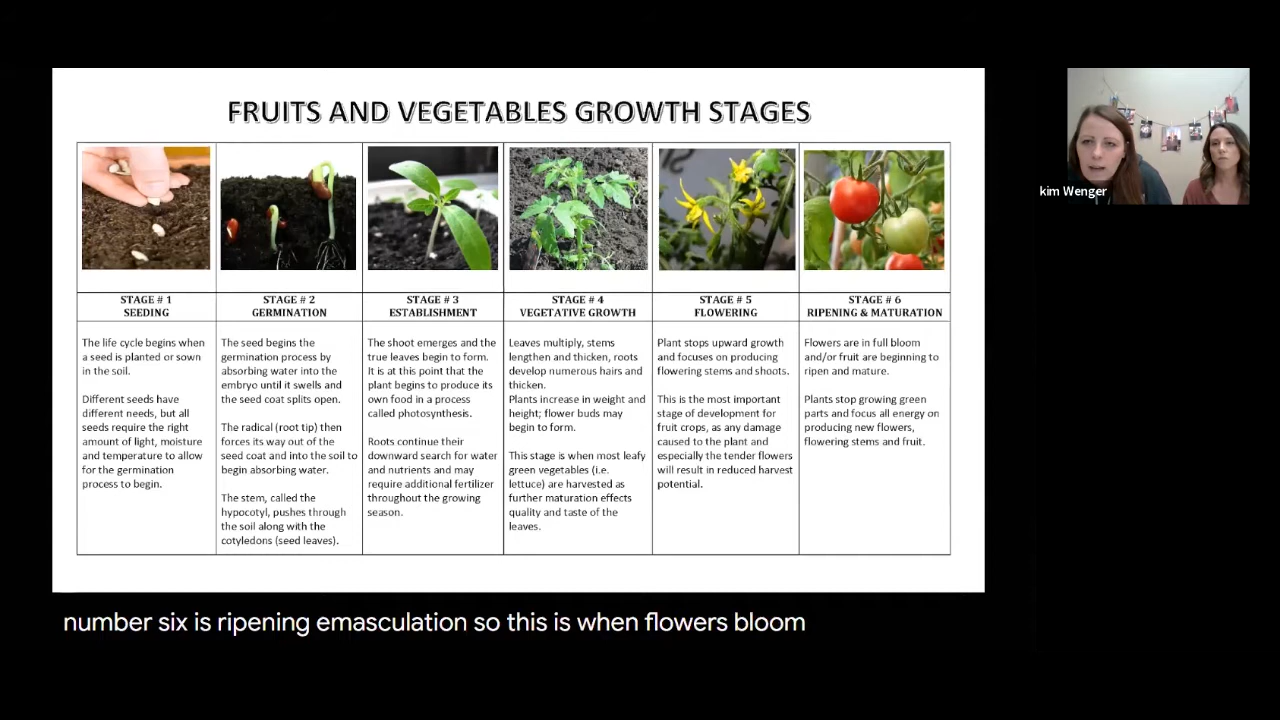 FRUITS AND VEGETABLES GROWTH STAGES
STAGE # 1
SEEDING
The life cycle begins when
a seed is planted or sown
in the soil.
Different seeds have
different needs, but all
seeds require the right
amount of light, moisture
and temperature to allow
for the germination
process to begin.
STAGE # 2
GERMINATION
The seed begins the
germination process by
absorbing water into the
embryo until it swells and
the seed coat splits open.
The radical (root tip) then
forces its way out of the
seed coat and into the soil to
begin absorbing water.
The stem, called the
hypocotyl, pushes through
the soil along with the
cotyledons (seed leaves).
STAGE # 3
ESTABLISHMENT
The shoot emerges and the
true leaves begin to form.
It is at this point that the
plant begins to produce its
own food in a process
called photosynthesis.
Roots continue their
downward search for water
and nutrients and may
require additional fertilizer
throughout the growing
season.
STAGE # 4
VEGETATIVE GROWTH
Leaves multiply, stems
lengthen and thicken, roots
develop numerous hairs and
thicken.
Plants increase in weight and
height; flower buds may
begin to form.
This stage is when most leafy
green vegetables (i.e.
lettuce) are harvested as
further maturation effects
quality and taste of the
leaves.
STAGE # 5
FLOWERING
Plant stops upward growth
and focuses on producing
flowering stems and shoots.
This is the most important
stage of development for
fruit crops, as any damage
caused to the plant and
especially the tender flowers
will result in reduced harvest
potential.
STAGE # 6
RIPENING & MATURATION
Flowers are in full bloom
and/or fruit are beginning to
ripen and mature.
Plants stop growing green
parts and focus all energy on
producing new flowers,
flowering stems and fruit.
kim Wenger
number six is ripening emasculation so this is when flowers bloom